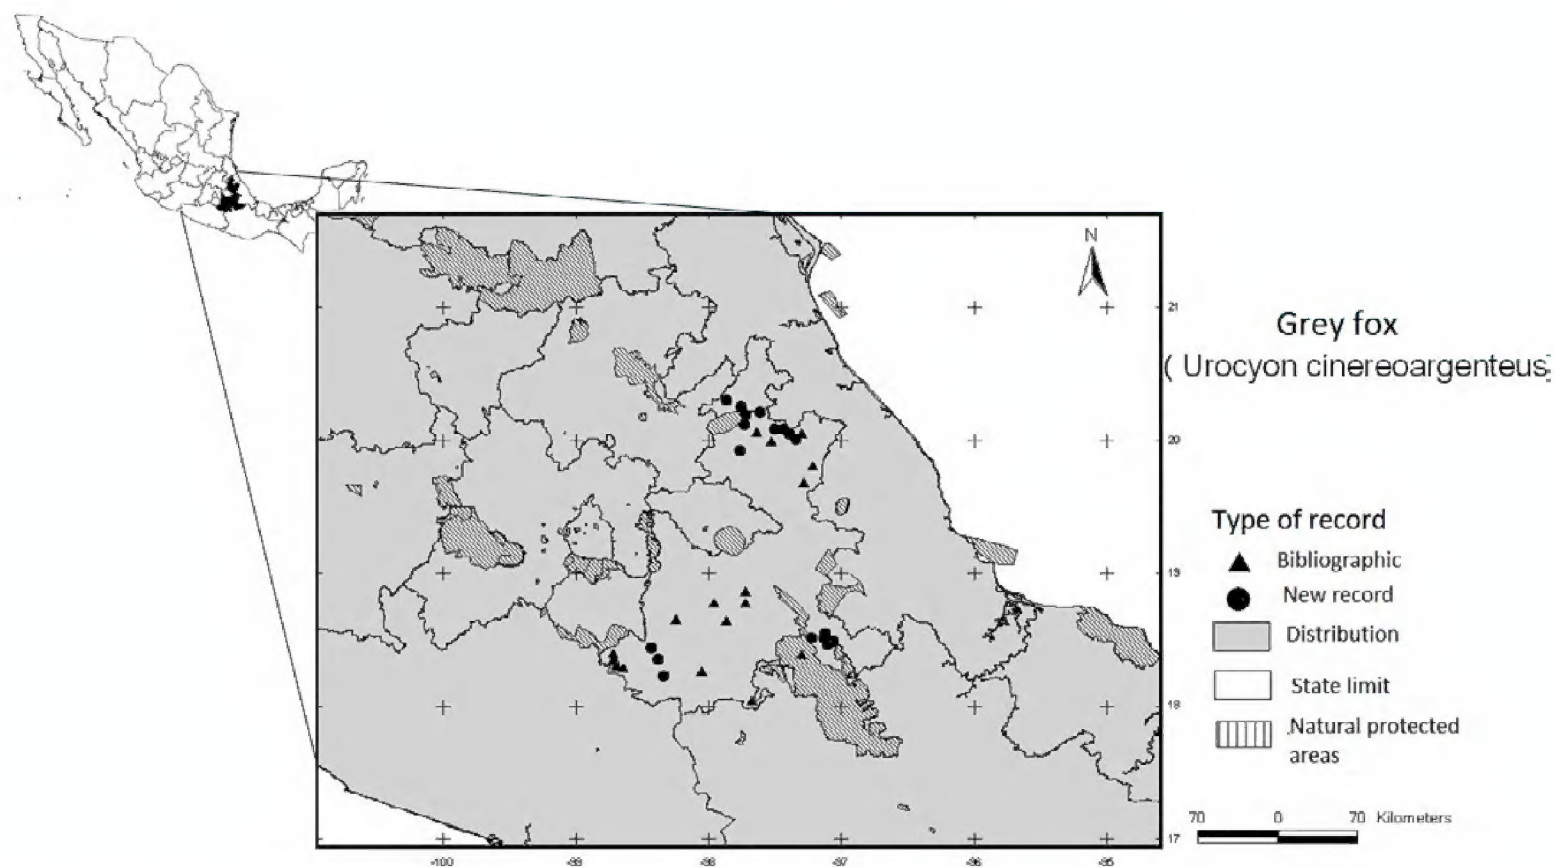 N
21
20
19
18
17
-100
-99
-98
-97
-96
-95
Grey fox
( Urocyon cinereoargenteus
Type of record
Bibliographic
New record
Distribution
State limit
Natural protected
areas
70 0 70 Kilometers